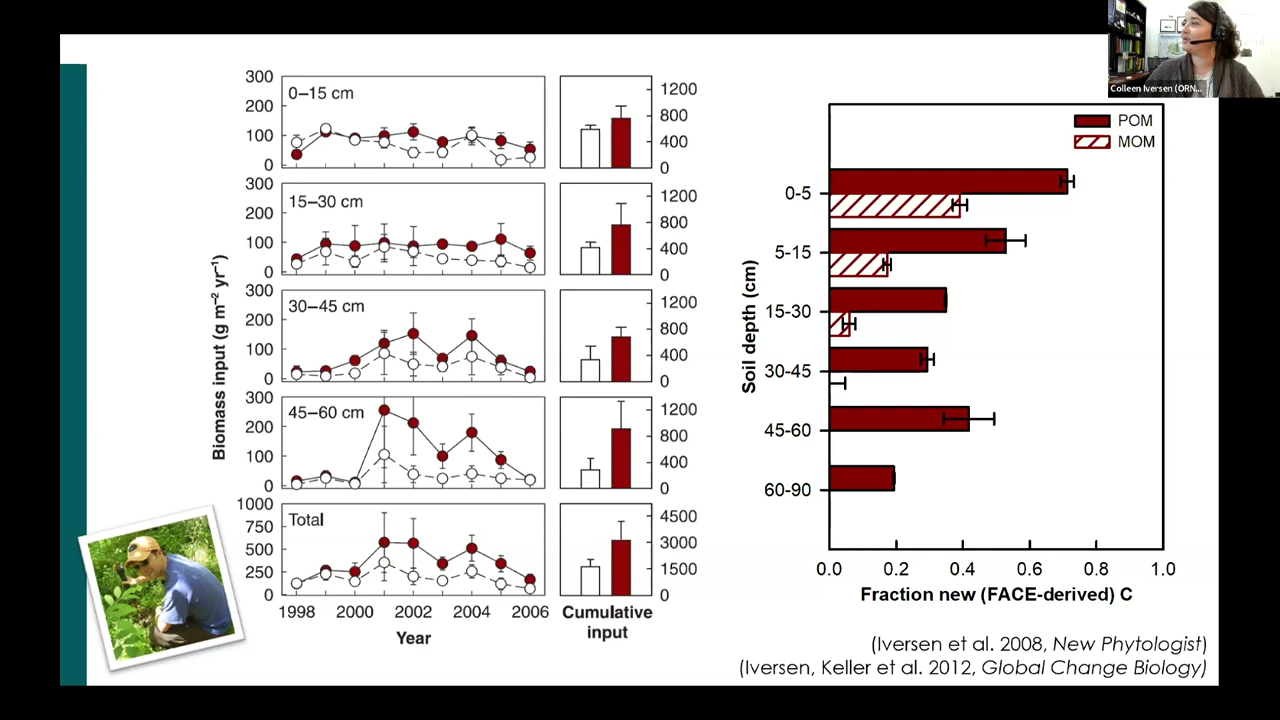 Colleen Iversen (ORN...
Biomass input (g m⁻² yr⁻¹)
0–15 cm
300
200
100
0
1200
800
400
0
15–30 cm
300
200
100
0
1200
800
400
0
30–45 cm
300
200
100
0
1200
800
400
0
45–60 cm
300
200
100
0
1200
800
400
0
Total
1000
750
500
250
0
4500
3000
1500
0
1998 2000 2002 2004 2006
Year
Cumulative
input
POM
MOM
Soil depth (cm)
0-5
5-15
15-30
30-45
45-60
60-90
0.0 0.2 0.4 0.6 0.8 1.0
Fraction new (FACE-derived) C
(Iversen et al. 2008, New Phytologist)
(Iversen, Keller et al. 2012, Global Change Biology)